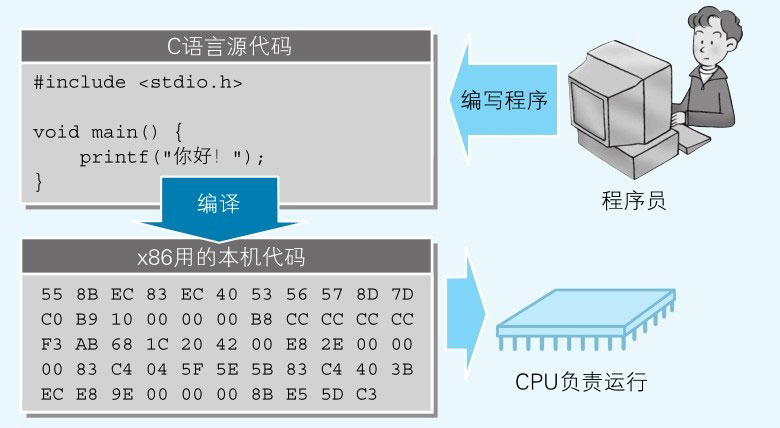 C语言源代码
#include <stdio.h>
void main() {
    printf("你好！");
}
编写程序
程序员
编译
x86用的本机代码
55 8B EC 83 EC 40 53 56 57 8D 7D
C0 B9 10 00 00 00 B8 CC CC CC CC
F3 AB 68 1C 20 42 00 E8 2E 00 00
00 83 C4 04 5F 5E 5B 83 C4 40 3B
EC E8 9E 00 00 00 8B E5 5D C3
CPU负责运行